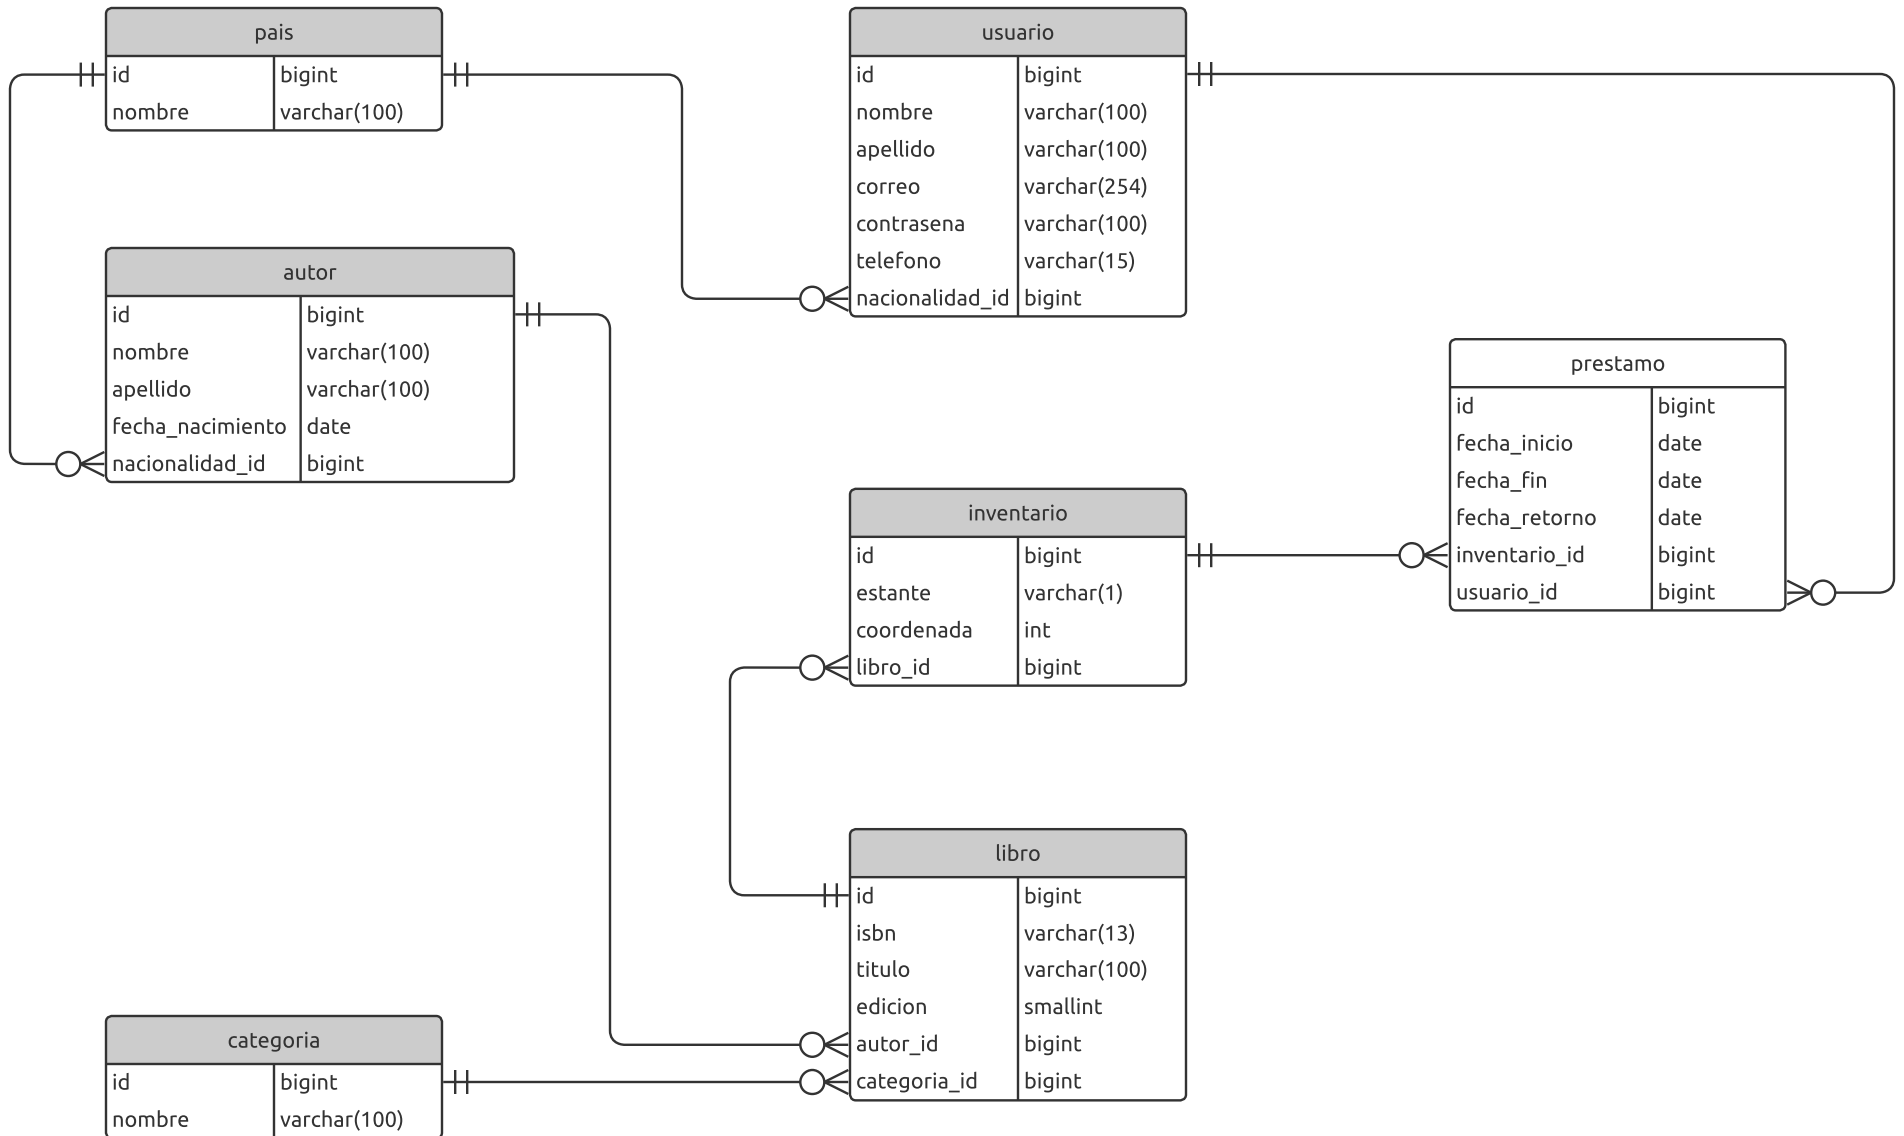 pais
id bigint
nombre varchar(100)
usuario
id bigint
nombre varchar(100)
apellido varchar(100)
correo varchar(254)
contrasena varchar(100)
telefono varchar(15)
nacionalidad_id bigint
autor
id bigint
nombre varchar(100)
apellido varchar(100)
fecha_nacimiento date
nacionalidad_id bigint
prestamo
id bigint
fecha_inicio date
fecha_fin date
fecha_retorno date
inventario_id bigint
usuario_id bigint
inventario
id bigint
estante varchar(1)
coordenada int
libro_id bigint
libro
id bigint
isbn varchar(13)
titulo varchar(100)
edicion smallint
autor_id bigint
categoria_id bigint
categoria
id bigint
nombre varchar(100)